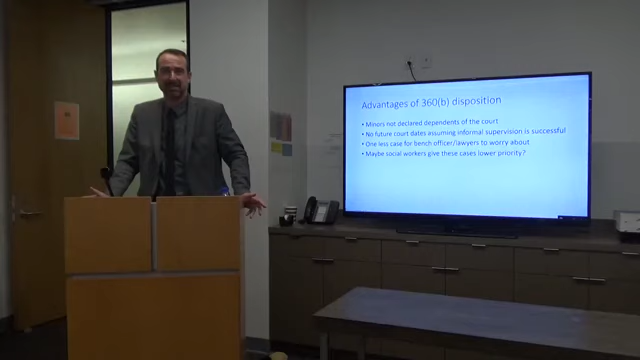 Advantages of 360(b) disposition
• Minors not declared dependents of the court
• No future court dates assuming informal supervision is successful
• One less case for bench officer/lawyers to worry about
• Maybe social workers give these cases lower priority?